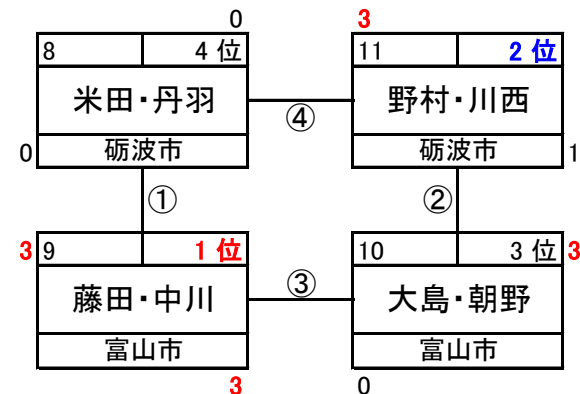 0 3
8 4 位 11 2 位
米田・丹羽 ④ 野村・川西
0 砺波市 砺波市 1
① ②
3 9 1 位 10 3 位 3
藤田・中川 ③ 大島・朝野
富山市 富山市
3 0